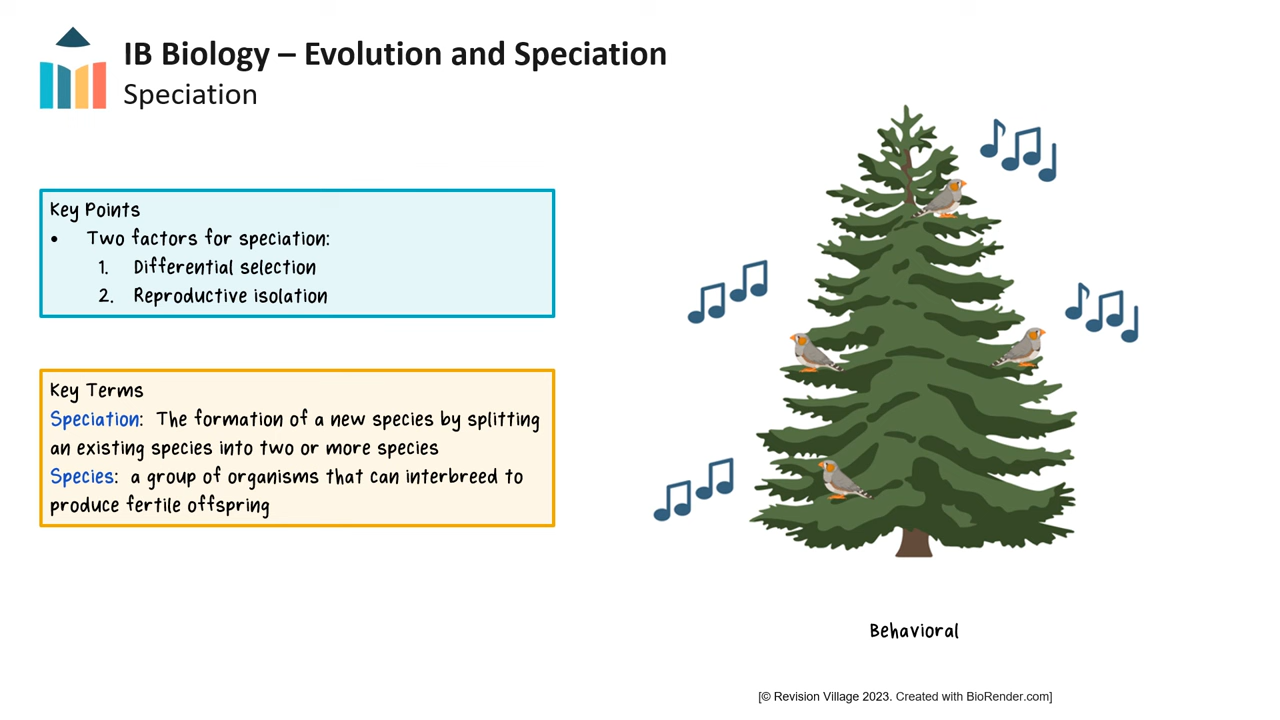 IB Biology – Evolution and Speciation
Speciation
Key Points
• Two factors for speciation:
1. Differential selection
2. Reproductive isolation
Key Terms
Speciation: The formation of a new species by splitting
an existing species into two or more species
Species: a group of organisms that can interbreed to
produce fertile offspring
Behavioral
[© Revision Village 2023. Created with BioRender.com]